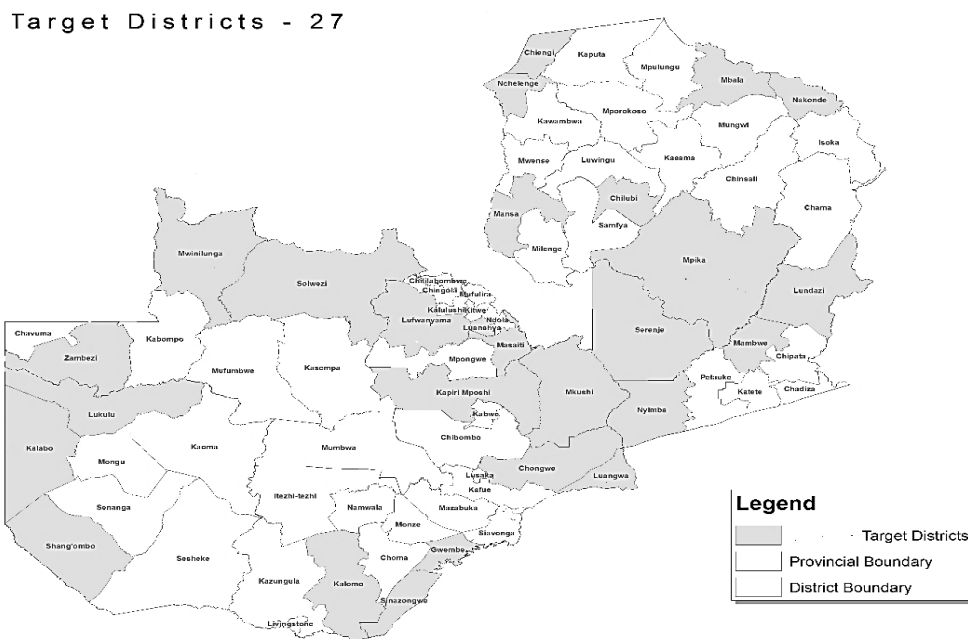 Target Districts - 27
Chiengi
Kaputa
Mpulungu
Nchelenge
Mbala
Nakonde
Mporokoso
Kawambwa
Mungwi
Isoka
Mwense
Luwingu
Kasama
Chinsali
Chama
Chilubi
Mansa
Samfya
Milenge
Mwinilunga
Mpika
Solwezi
Lundazi
Chililabombwe
Chingola
Mufulira
Kalulushi
Kitwe
Lufwanyama
Ndola
Luanshya
Serenje
Chavuma
Kabompo
Masaiti
Mambwe
Zambezi
Chipata
Mpongwe
Kasempa
Mufumbwe
Petauke
Katete
Chadiza
Kapiri Mposhi
Mkushi
Nyimba
Lukulu
Kabwe
Chibombo
Kalabo
Kaoma
Mumbwa
Mongu
Chongwe
Lusaka
Luangwa
Kafue
Itezhi-tezhi
Senanga
Namwala
Mazabuka
Monze
Siavonga
Shang'ombo
Sesheke
Choma
Gwembe
Kazungula
Kalomo
Sinazongwe
Livingstone
Legend
Target Districts
Provincial Boundary
District Boundary